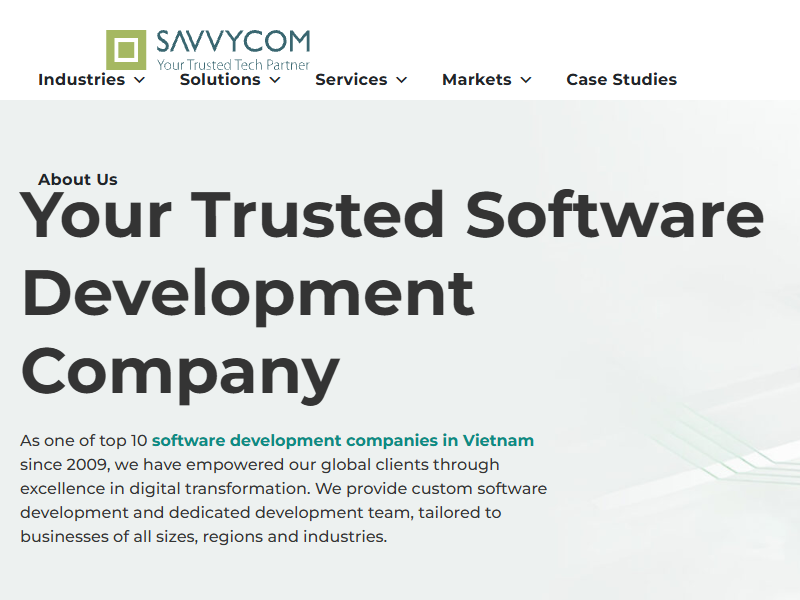 SAVVYCOM
Your Trusted Tech Partner
Industries Solutions Services Markets Case Studies
About Us
Your Trusted Software
Development
Company
As one of top 10 software development companies in Vietnam
since 2009, we have empowered our global clients through
excellence in digital transformation. We provide custom software
development and dedicated development team, tailored to
businesses of all sizes, regions and industries.